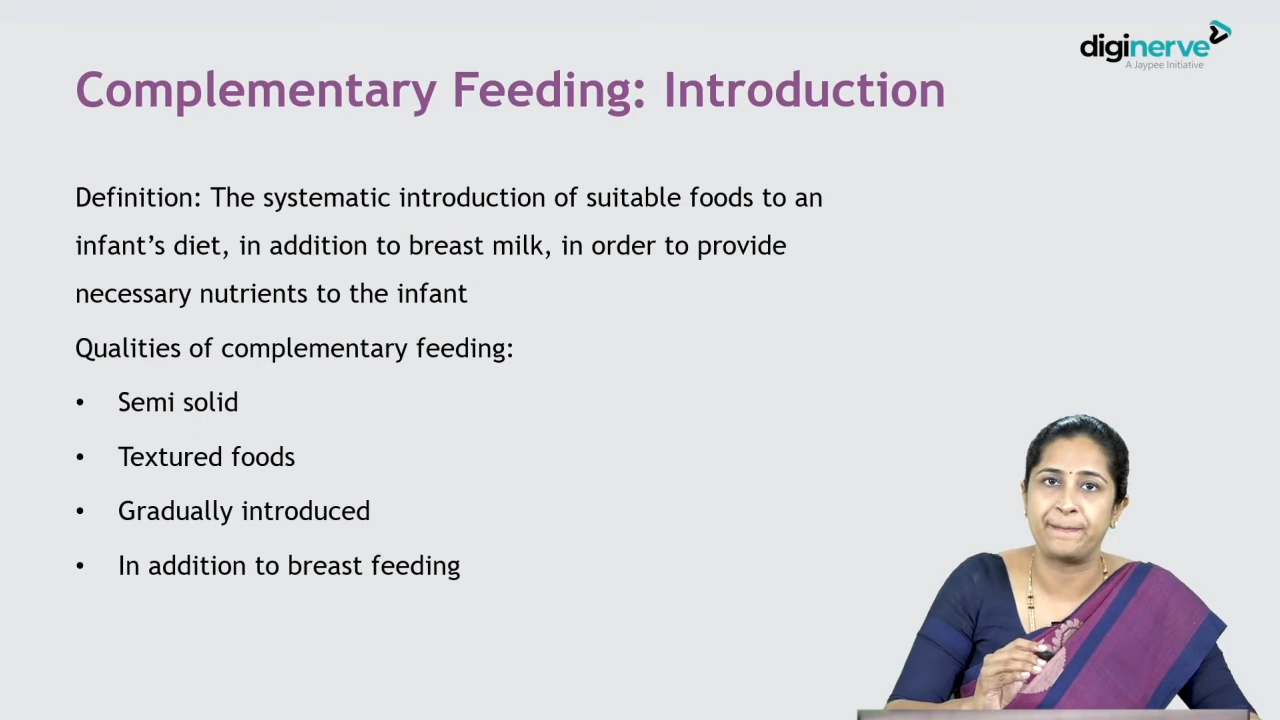 diginerve
A Jaypee Initiative
Complementary Feeding: Introduction
Definition: The systematic introduction of suitable foods to an
infant’s diet, in addition to breast milk, in order to provide
necessary nutrients to the infant
Qualities of complementary feeding:
• Semi solid
• Textured foods
• Gradually introduced
• In addition to breast feeding